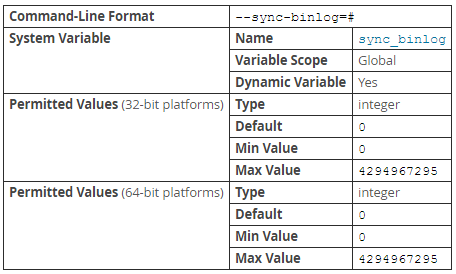 Command-Line Format --sync-binlog=#
System Variable Name sync_binlog
Variable Scope Global
Dynamic Variable Yes
Permitted Values (32-bit platforms) Type integer
Default 0
Min Value 0
Max Value 4294967295
Permitted Values (64-bit platforms) Type integer
Default 0
Min Value 0
Max Value 4294967295